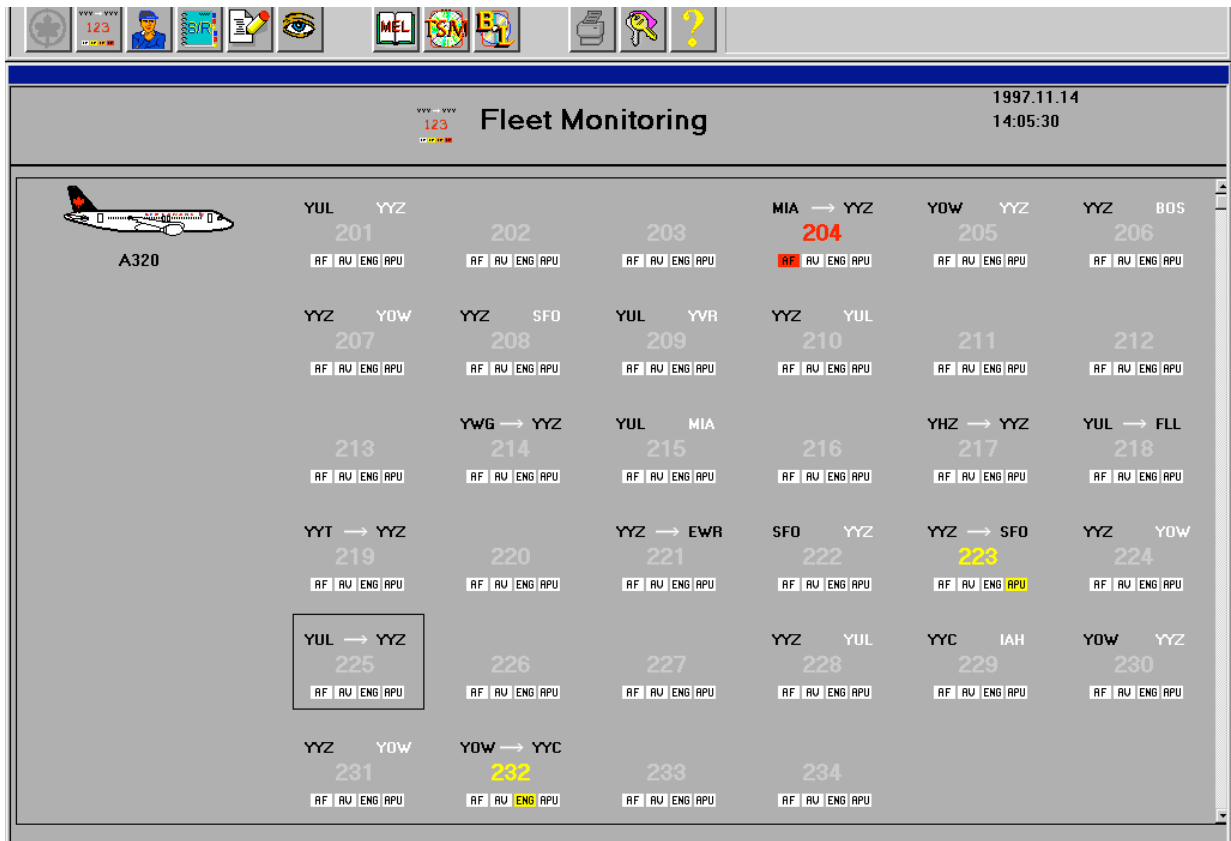 123 S/R MEL TSM BL ?
123 Fleet Monitoring
1997.11.14
14:05:30
A320
YUL YYZ MIA → YYZ YOW YYZ YYZ BOS
201 202 203 204 205 206
AF AV ENG APU AF AV ENG APU AF AV ENG APU AF AV ENG APU AF AV ENG APU AF AV ENG APU
YYZ YOW YYZ SFO YUL YVR YYZ YUL
207 208 209 210 211 212
AF AV ENG APU AF AV ENG APU AF AV ENG APU AF AV ENG APU AF AV ENG APU AF AV ENG APU
YWG → YYZ YUL MIA YHZ → YYZ YUL → FLL
213 214 215 216 217 218
AF AV ENG APU AF AV ENG APU AF AV ENG APU AF AV ENG APU AF AV ENG APU AF AV ENG APU
YYT → YYZ YYZ → EWR SFO YYZ YYZ → SFO YYZ YOW
219 220 221 222 223 224
AF AV ENG APU AF AV ENG APU AF AV ENG APU AF AV ENG APU AF AV ENG APU AF AV ENG APU
YUL → YYZ YYZ YUL YYC IAH YOW YYZ
225 226 227 228 229 230
AF AV ENG APU AF AV ENG APU AF AV ENG APU AF AV ENG APU AF AV ENG APU AF AV ENG APU
YYZ YOW YOW → YYC
231 232 233 234
AF AV ENG APU AF AV ENG APU AF AV ENG APU AF AV ENG APU